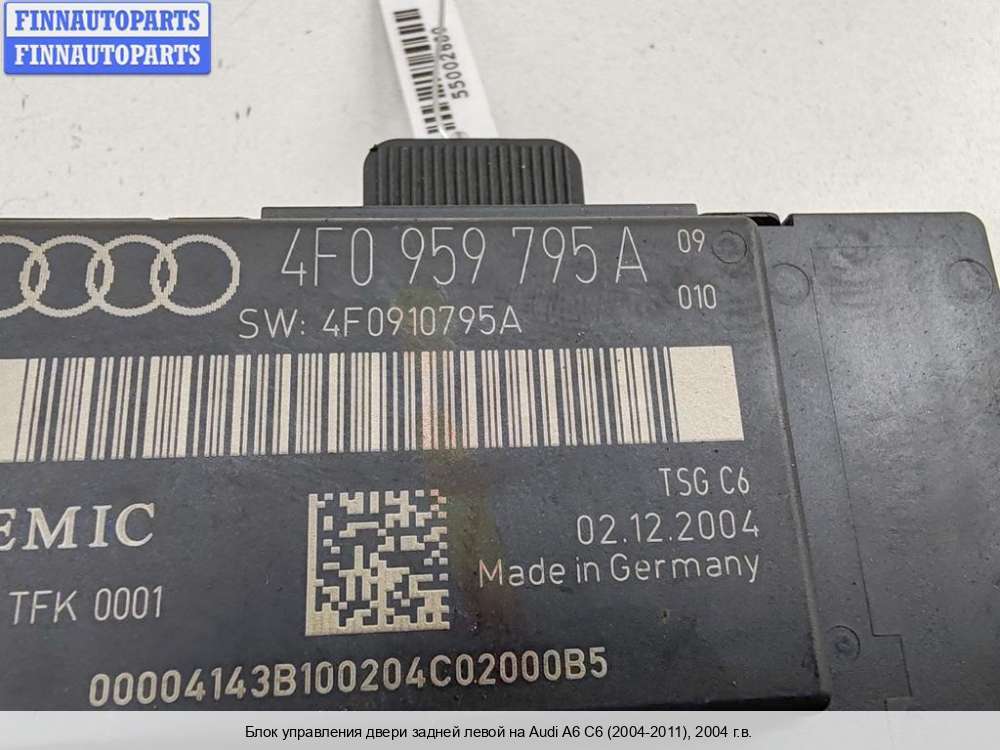 FINNAUTOPARTS
FINNAUTOPARTS
4F0 959 795 A
09
010
SW: 4F0910795A
TSG C6
EMIC
02.12.2004
Made in Germany
TFK 0001
00004143B100204C02000B5
Блок управления двери задней левой на Audi A6 C6 (2004-2011), 2004 г.в.